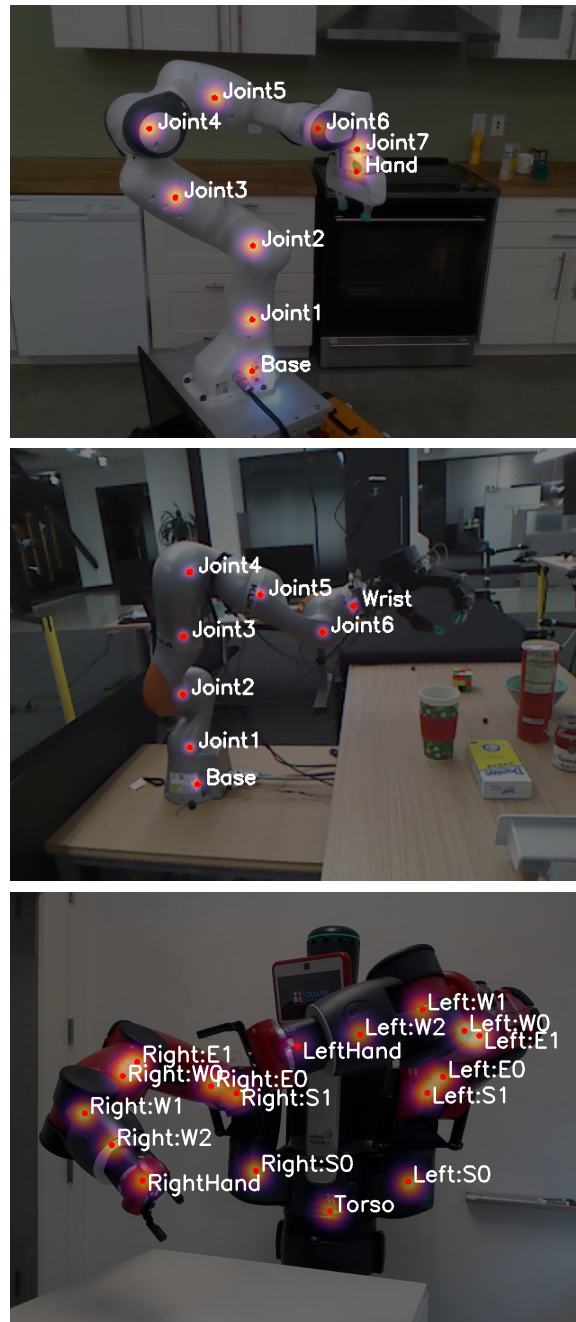 Joint5
Joint4
Joint6
Joint7
Hand
Joint3
Joint2
Joint1
Base
Joint4
Joint5
Wrist
Joint6
Joint3
Joint2
Joint1
Base
Left:W1
Left:W0
Left:W2
Left:E1
LeftHand
Right:E1
Right:W0
Left:E0
Right:E0
Left:S1
Right:S1
Right:W1
Right:W2
Right:S0
RightHand
Left:S0
Torso